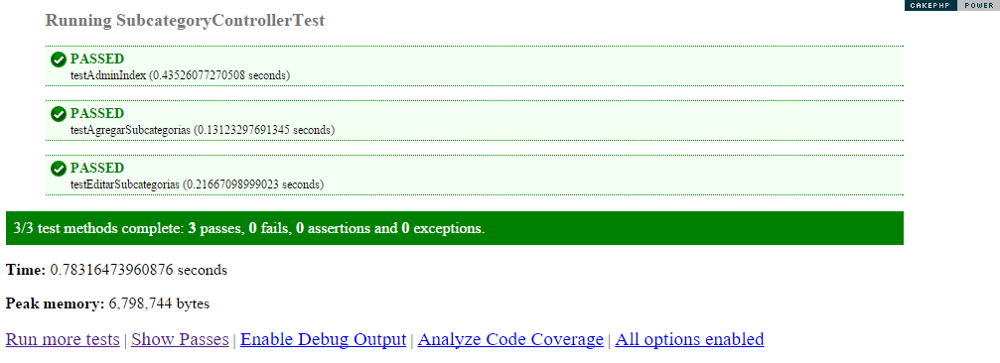 CAKEPHP POWER
Running SubcategoryControllerTest
PASSED
testAdminIndex (0.43526077270508 seconds)
PASSED
testAgregarSubcategorias (0.13123297691345 seconds)
PASSED
testEditarSubcategorias (0.21667098999023 seconds)
3/3 test methods complete: 3 passes, 0 fails, 0 assertions and 0 exceptions.
Time: 0.78316473960876 seconds
Peak memory: 6,798,744 bytes
Run more tests | Show Passes | Enable Debug Output | Analyze Code Coverage | All options enabled